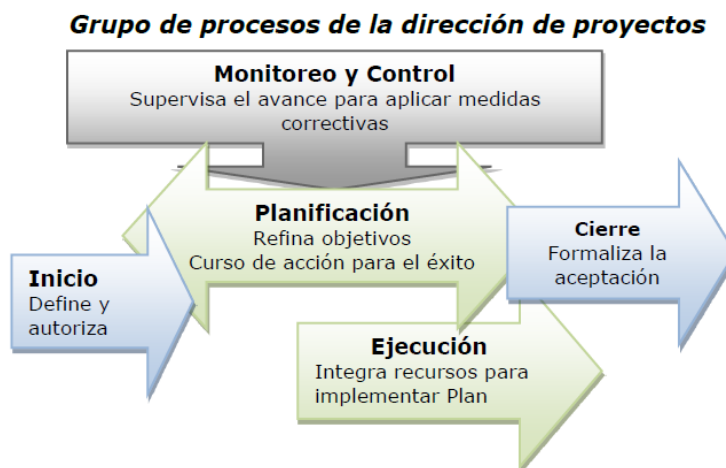 Grupo de procesos de la dirección de proyectos
Monitoreo y Control
Supervisa el avance para aplicar medidas
correctivas
Planificación
Refina objetivos
Curso de acción para el éxito
Inicio
Define y
autoriza
Cierre
Formaliza la
aceptación
Ejecución
Integra recursos para
implementar Plan